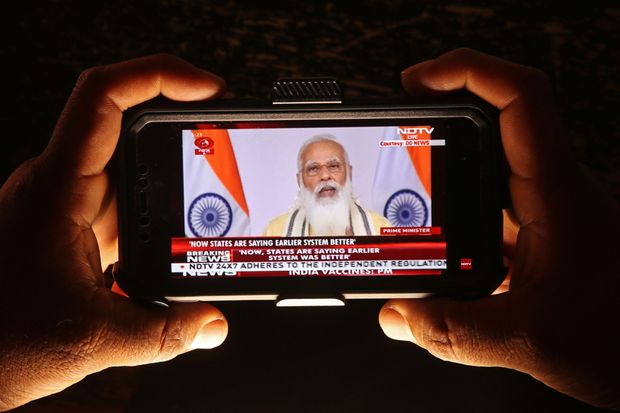 NDTV
LIVE
Courtesy: DD NEWS
PRIME MINISTER
'NOW STATES ARE SAYING EARLIER SYSTEM BETTER'
BREAKING NEWS
'NOW, STATES ARE SAYING EARLIER
SYSTEM WAS BETTER'
NDTV 24X7 ADHERES TO THE INDEPENDENT REGULATION
NEWS
INDIA VACCINES: PM